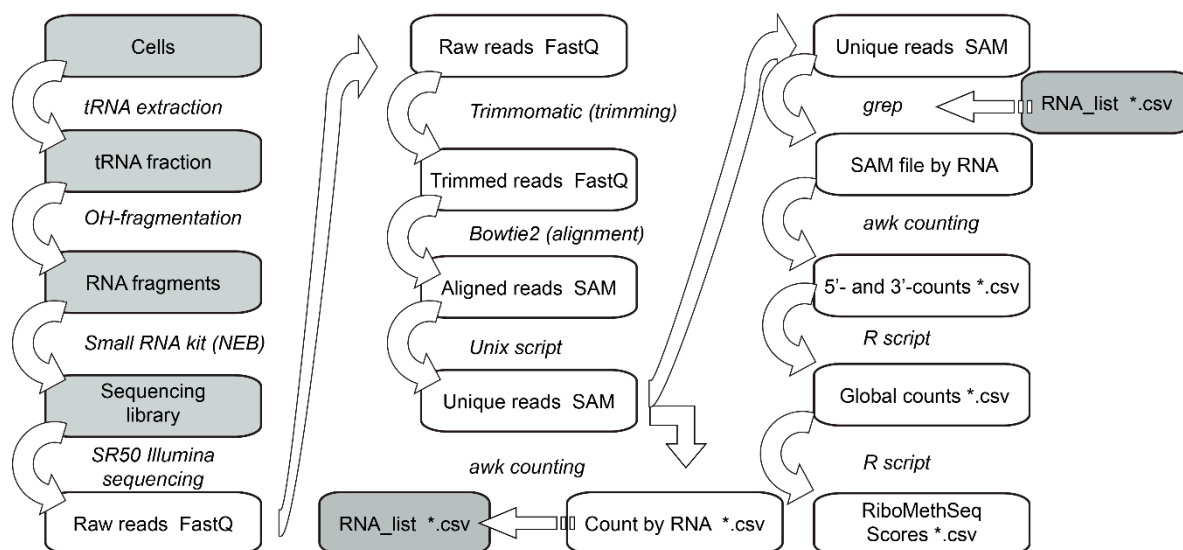 Cells
tRNA extraction
tRNA fraction
OH-fragmentation
RNA fragments
Small RNA kit (NEB)
Sequencing
library
SR50 Illumina
sequencing
Raw reads FastQ
Raw reads FastQ
Trimmomatic (trimming)
Trimmed reads FastQ
Bowtie2 (alignment)
Aligned reads SAM
Unix script
Unique reads SAM
awk counting
Count by RNA *.csv
RNA_list *.csv
Unique reads SAM
grep
RNA_list *.csv
SAM file by RNA
awk counting
5’- and 3’-counts *.csv
R script
Global counts *.csv
R script
RiboMethSeq
Scores *.csv